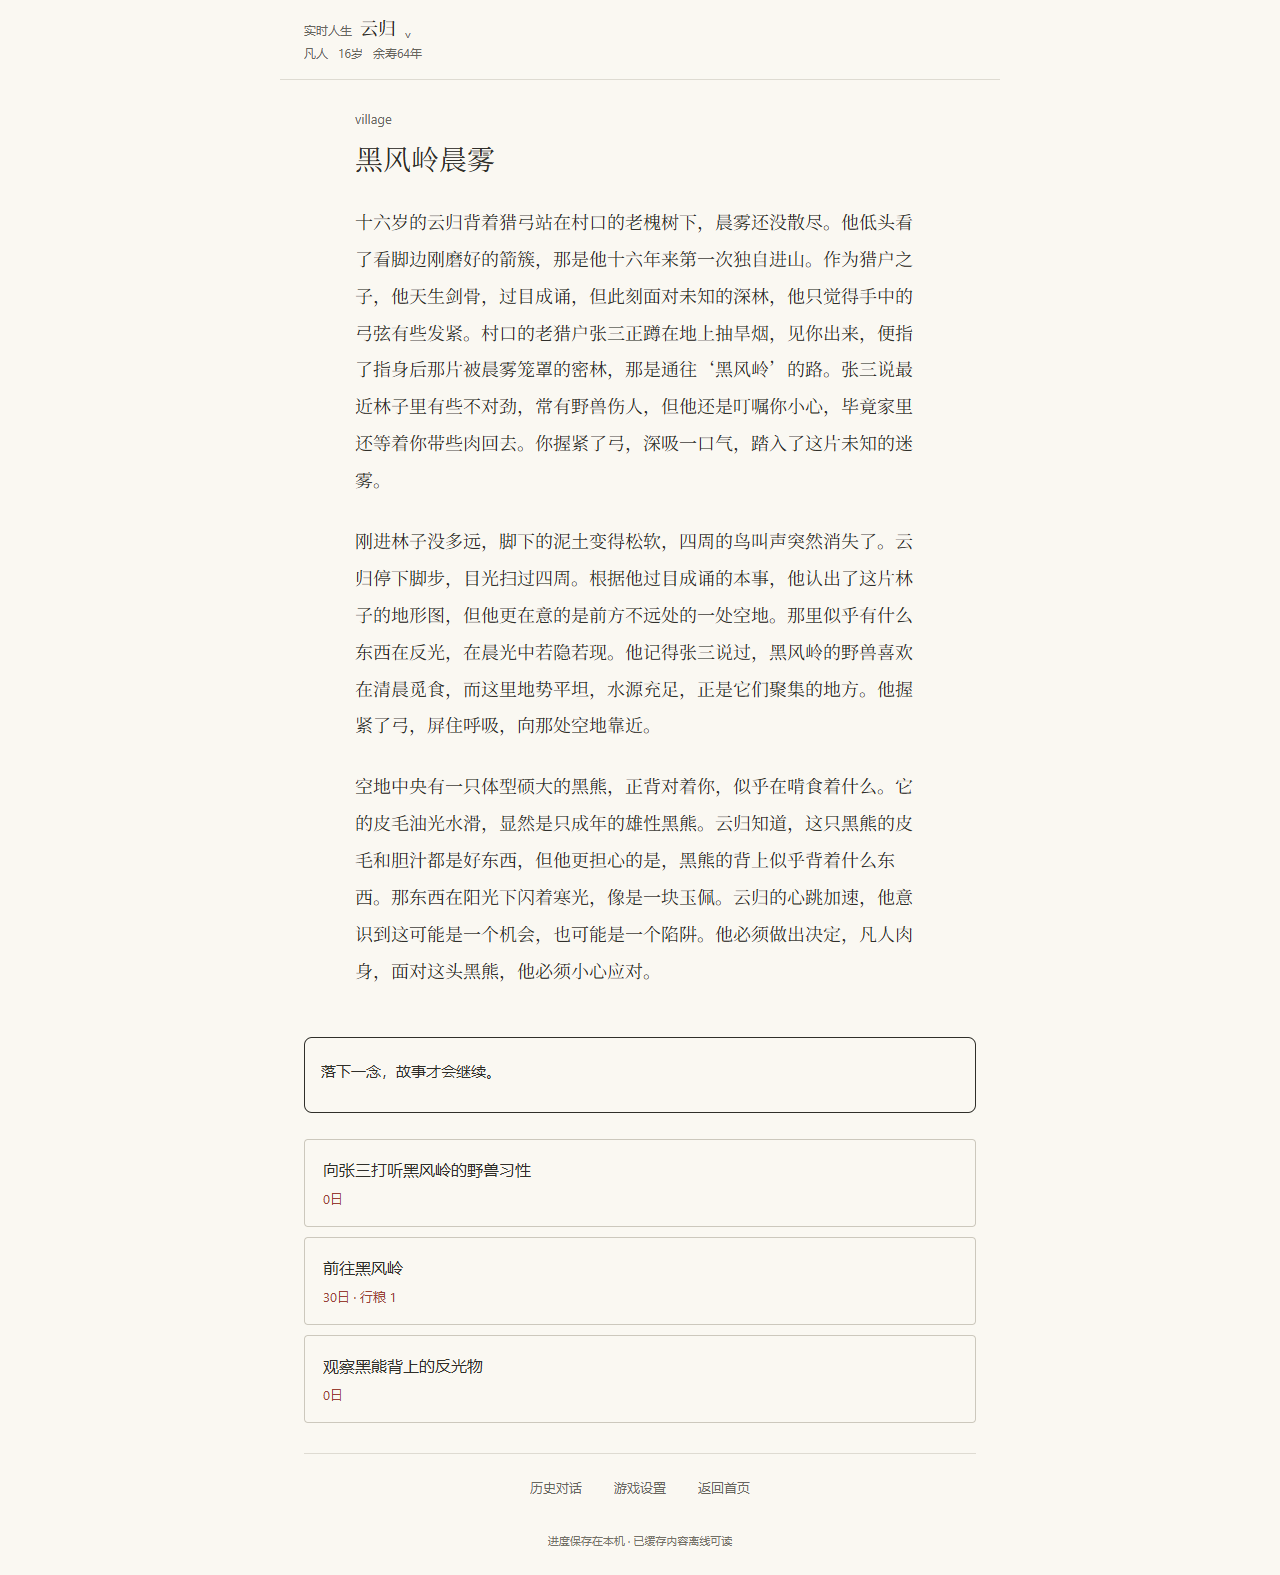 实时人生 云归 v
凡人 16岁 余寿64年
village
黑风岭晨雾
十六岁的云归背着猎弓站在村口的老槐树下，晨雾还没散尽。他低头看
了看脚边刚磨好的箭簇，那是他十六年来第一次独自进山。作为猎户之
子，他天生剑骨，过目成诵，但此刻面对未知的深林，他只觉得手中的
弓弦有些发紧。村口的老猎户张三正蹲在地上抽旱烟，见你出来，便指
了指身后那片被晨雾笼罩的密林，那是通往‘黑风岭’的路。张三说最
近林子里有些不对劲，常有野兽伤人，但他还是叮嘱你小心，毕竟家里
还等着你带些肉回去。你握紧了弓，深吸一口气，踏入了这片未知的迷
雾。
刚进林子没多远，脚下的泥土变得松软，四周的鸟叫声突然消失了。云
归停下脚步，目光扫过四周。根据他过目成诵的本事，他认出了这片林
子的地形图，但他更在意的是前方不远处的一处空地。那里似乎有什么
东西在反光，在晨光中若隐若现。他记得张三说过，黑风岭的野兽喜欢
在清晨觅食，而这里地势平坦，水源充足，正是它们聚集的地方。他握
紧了弓，屏住呼吸，向那处空地靠近。
空地中央有一只体型硕大的黑熊，正背对着你，似乎在啃食着什么。它
的皮毛油光水滑，显然是只成年的雄性黑熊。云归知道，这只黑熊的皮
毛和胆汁都是好东西，但他更担心的是，黑熊的背上似乎背着什么东
西。那东西在阳光下闪着寒光，像是一块玉佩。云归的心跳加速，他意
识到这可能是一个机会，也可能是一个陷阱。他必须做出决定，凡人肉
身，面对这头黑熊，他必须小心应对。
落下一念，故事才会继续。
向张三打听黑风岭的野兽习性
0日
前往黑风岭
30日 · 行粮 1
观察黑熊背上的反光物
0日
历史对话 游戏设置 返回首页
进度保存在本机 · 已缓存内容离线可读